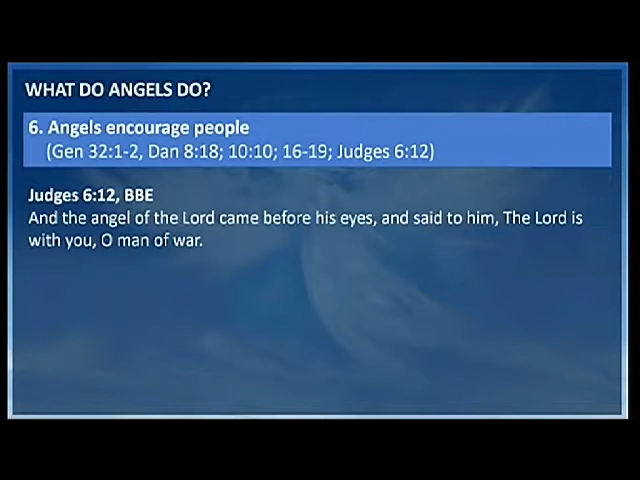 WHAT DO ANGELS DO?
6. Angels encourage people
(Gen 32:1-2, Dan 8:18; 10:10; 16-19; Judges 6:12)
Judges 6:12, BBE
And the angel of the Lord came before his eyes, and said to him, The Lord is
with you, O man of war.